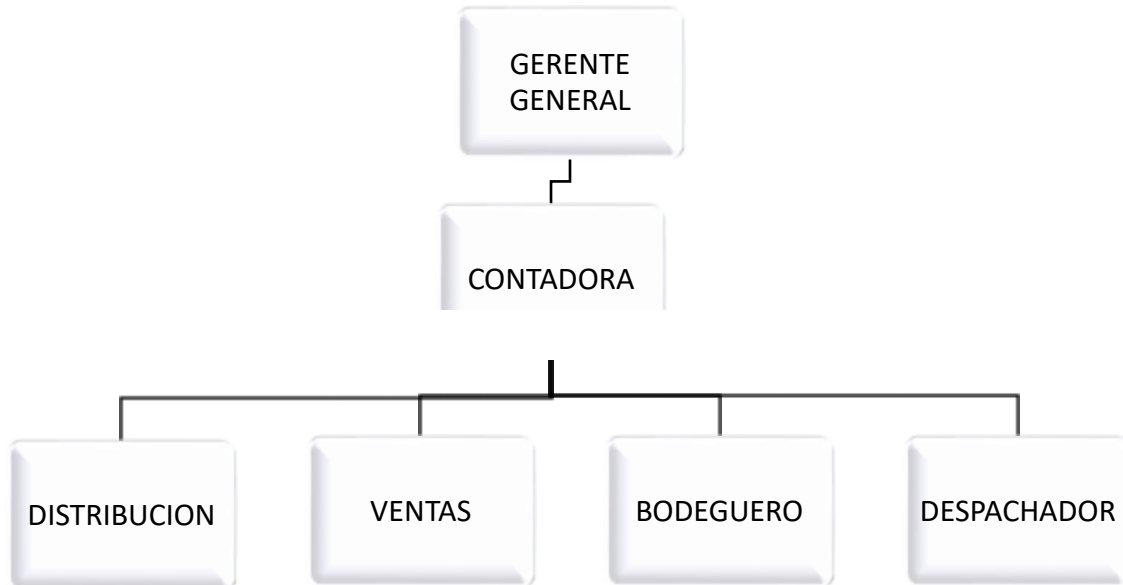 GERENTE
GENERAL
CONTADORA
DISTRIBUCION
VENTAS
BODEGUERO
DESPACHADOR